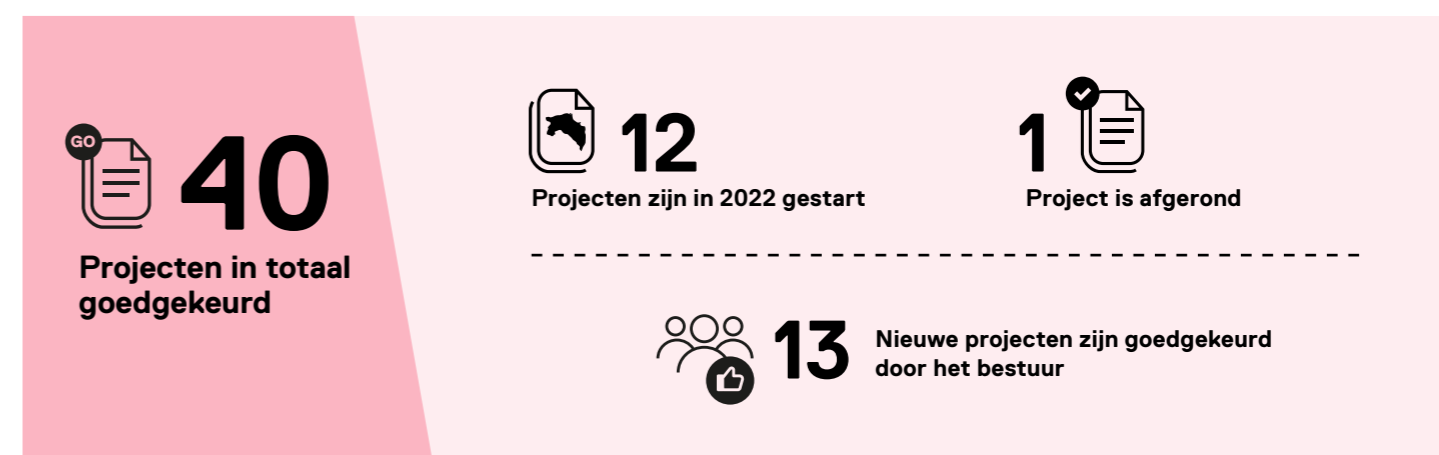 GO
40
Projecten in totaal
goedgekeurd
12
Projecten zijn in 2022 gestart
1
Project is afgerond
13
Nieuwe projecten zijn goedgekeurd
door het bestuur